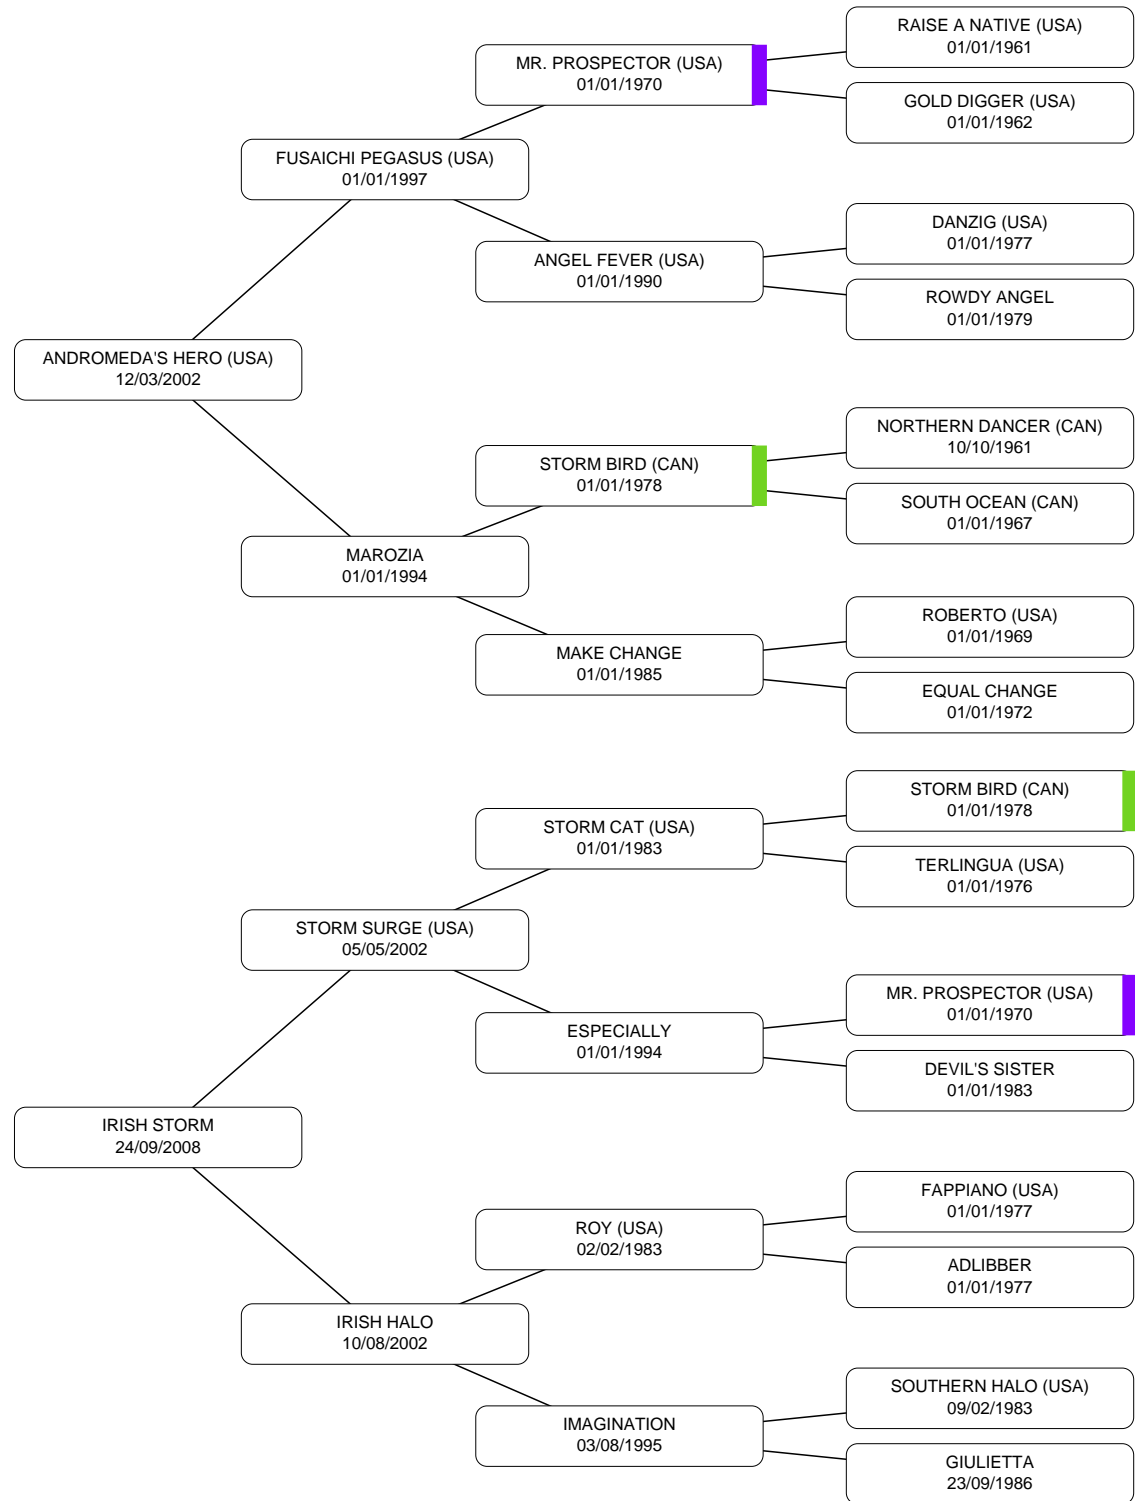 RAISE A NATIVE (USA)
01/01/1961
MR. PROSPECTOR (USA)
01/01/1970
GOLD DIGGER (USA)
01/01/1962
FUSAICHI PEGASUS (USA)
01/01/1997
DANZIG (USA)
01/01/1977
ANGEL FEVER (USA)
01/01/1990
ROWDY ANGEL
01/01/1979
ANDROMEDA'S HERO (USA)
12/03/2002
NORTHERN DANCER (CAN)
10/10/1961
STORM BIRD (CAN)
01/01/1978
SOUTH OCEAN (CAN)
01/01/1967
MAROZIA
01/01/1994
ROBERTO (USA)
01/01/1969
MAKE CHANGE
01/01/1985
EQUAL CHANGE
01/01/1972
STORM BIRD (CAN)
01/01/1978
STORM CAT (USA)
01/01/1983
TERLINGUA (USA)
01/01/1976
STORM SURGE (USA)
05/05/2002
MR. PROSPECTOR (USA)
01/01/1970
ESPECIALLY
01/01/1994
DEVIL'S SISTER
01/01/1983
IRISH STORM
24/09/2008
FAPPIANO (USA)
01/01/1977
ROY (USA)
02/02/1983
ADLIBBER
01/01/1977
IRISH HALO
10/08/2002
SOUTHERN HALO (USA)
09/02/1983
IMAGINATION
03/08/1995
GIULIETTA
23/09/1986